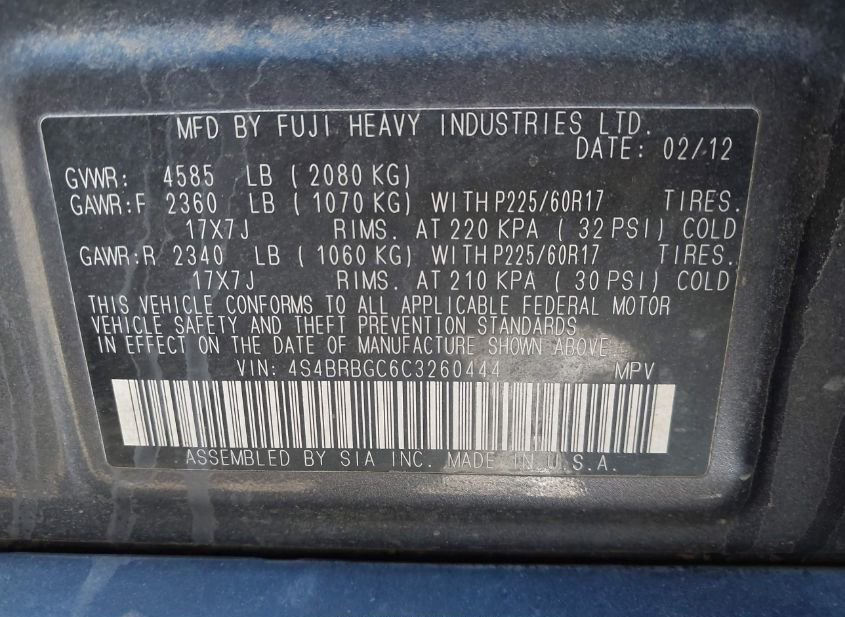 MFD BY FUJI HEAVY INDUSTRIES LTD.
DATE: 02/12
GVWR: 4585 LB ( 2080 KG)
GAWR:F 2360 LB ( 1070 KG) WITH P225/60R17 TIRES.
17X7J RIMS. AT 220 KPA ( 32 PSI) COLD
GAWR:R 2340 LB ( 1060 KG) WITH P225/60R17 TIRES.
17X7J RIMS. AT 210 KPA ( 30 PSI) COLD
THIS VEHICLE CONFORMS TO ALL APPLICABLE FEDERAL MOTOR
VEHICLE SAFETY AND THEFT PREVENTION STANDARDS
IN EFFECT ON THE DATE OF MANUFACTURE SHOWN ABOVE.
VIN: 4S4BRBGC6C3260444 MPV
ASSEMBLED BY SIA INC. MADE IN U.S.A.